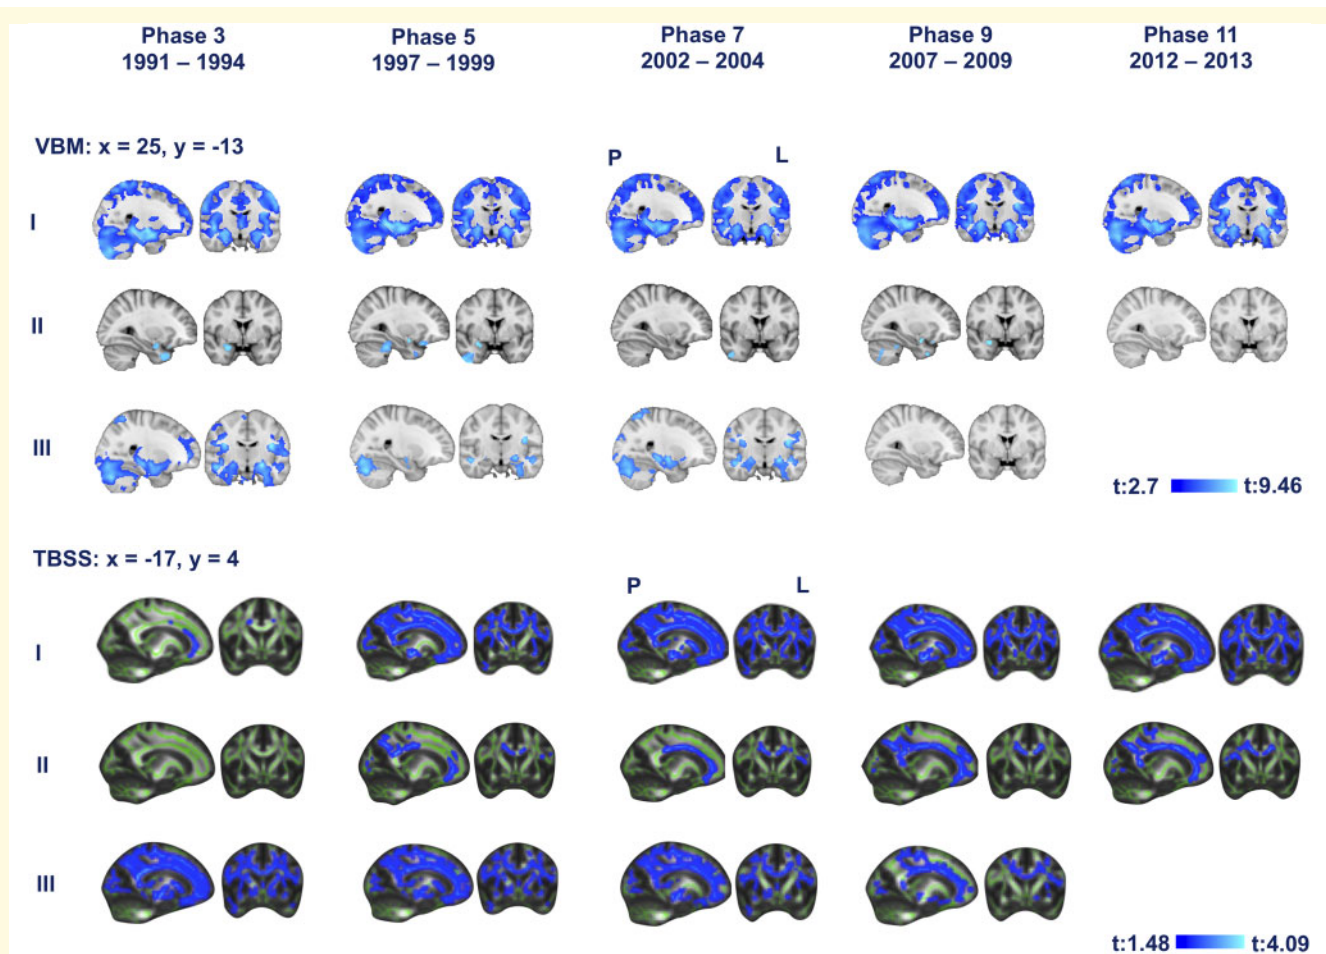 Phase 3 Phase 5 Phase 7 Phase 9 Phase 11
1991 – 1994 1997 – 1999 2002 – 2004 2007 – 2009 2012 – 2013
VBM: x = 25, y = -13
P L
I
II
III
t:2.7 t:9.46
TBSS: x = -17, y = 4
P L
I
II
III
t:1.48 t:4.09